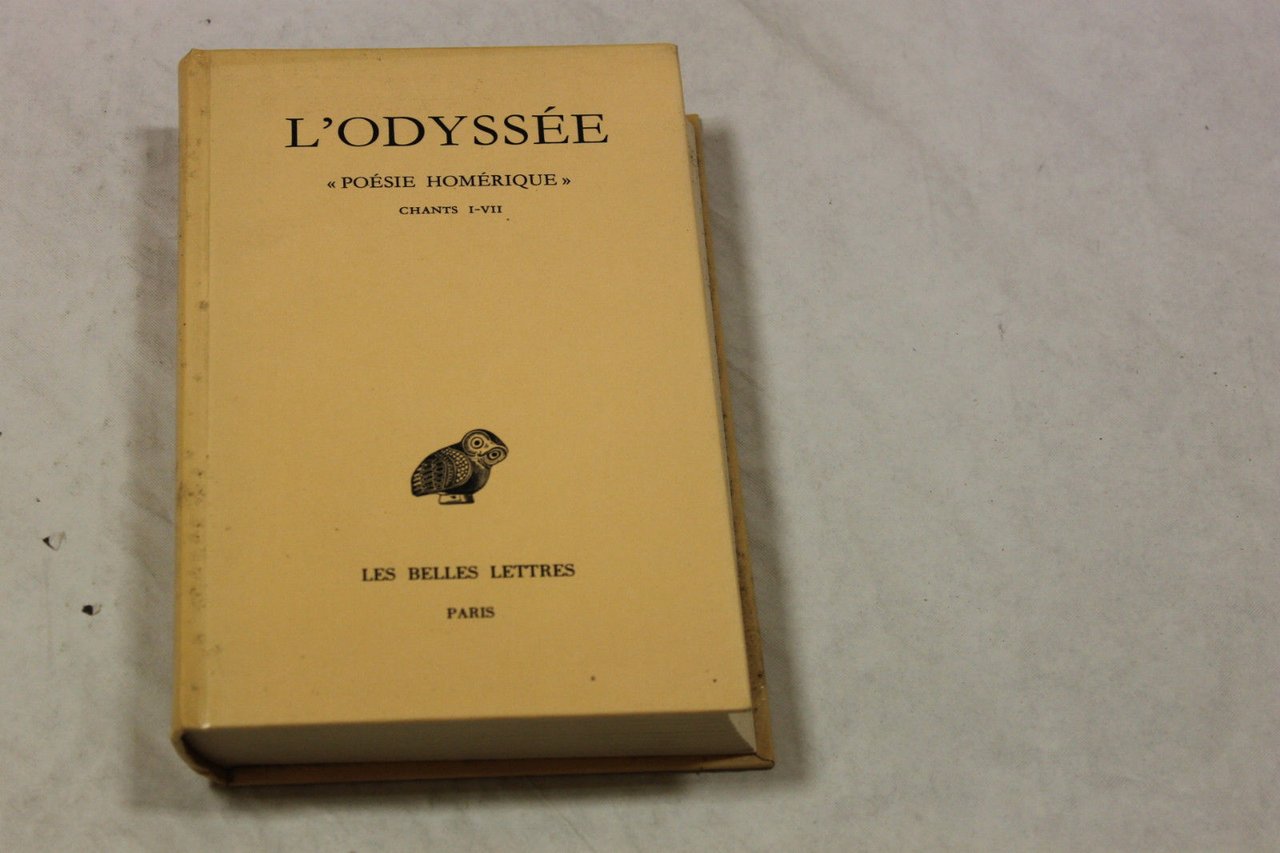 L'ODYSSÉE
« POÉSIE HOMÉRIQUE »
CHANTS I-VII
LES BELLES LETTRES
PARIS